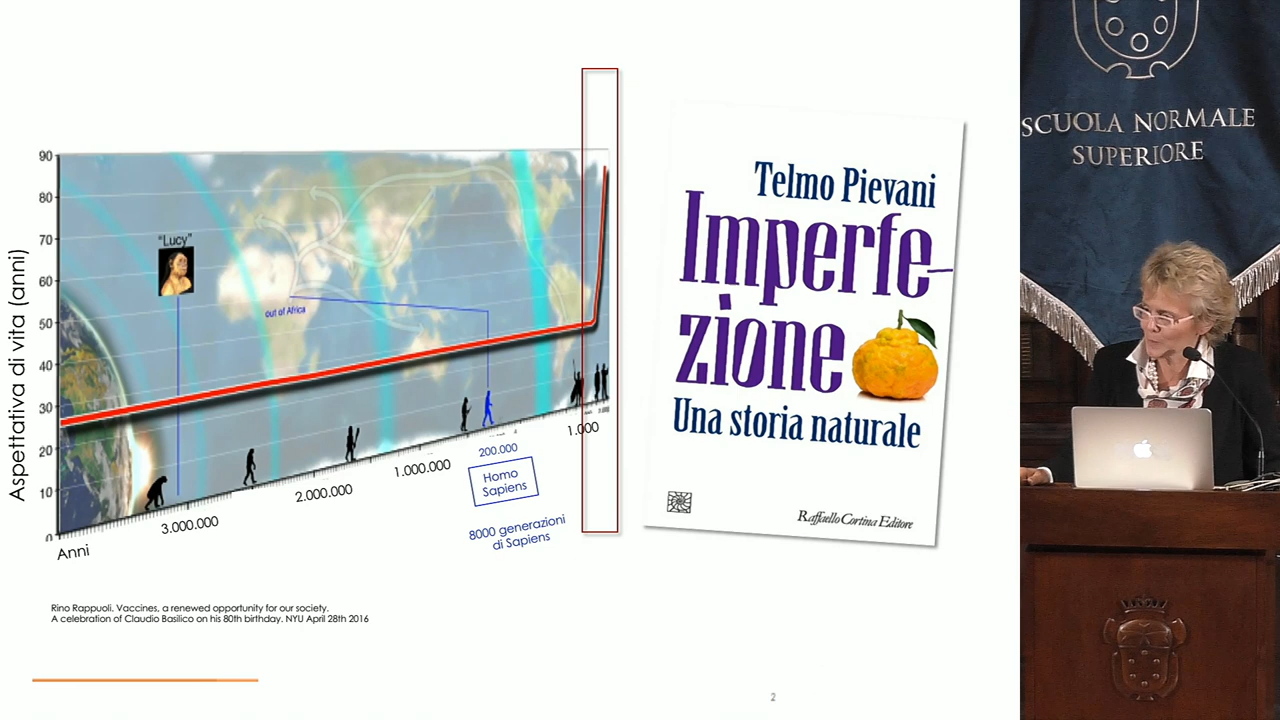 90
80
70
60
50
40
30
20
10
0
Aspettativa di vita (anni)
"Lucy"
out of Africa
Anni
3.000.000
2.000.000
1.000.000
200.000
1.000
Homo
Sapiens
8000 generazioni
di Sapiens
Rino Rappuoli. Vaccines, a renewed opportunity for our society.
A celebration of Claudio Basilico on his 80th birthday. NYU April 28th 2016
Telmo Pievani
Imperfe-
zione
Una storia naturale
Raffaello Cortina Editore
2
SCUOLA NORMALE
SUPERIORE